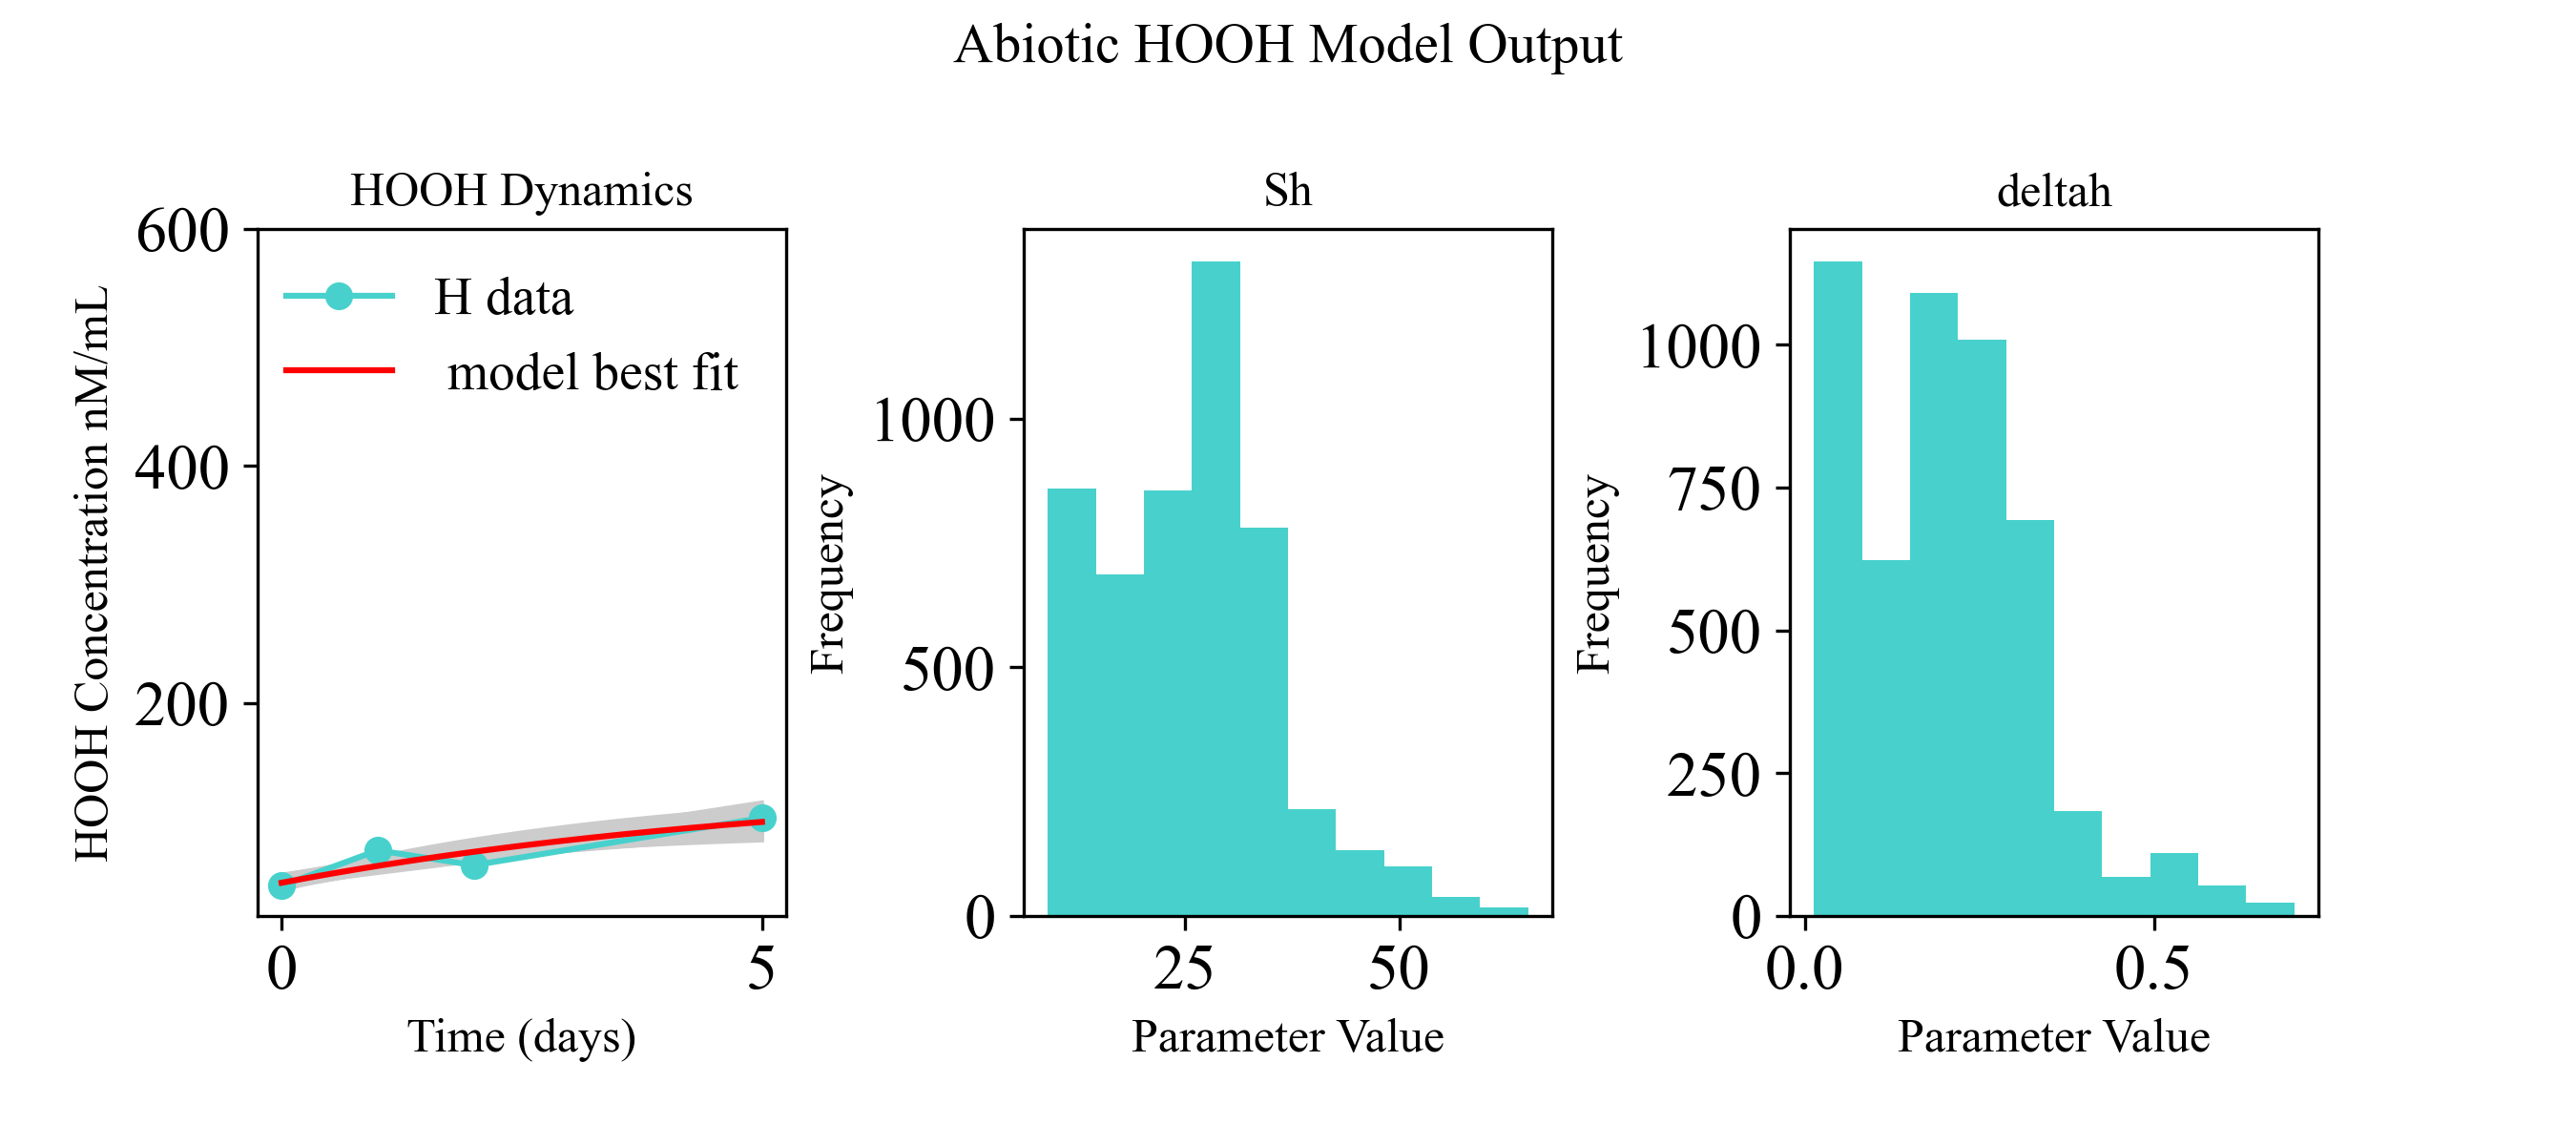 Abiotic HOOH Model Output
HOOH Dynamics
HOOH Concentration nM/mL
600
400
200
H data
model best fit
0
5
Time (days)
Sh
Frequency
1000
500
0
25
50
Parameter Value
deltah
Frequency
1000
750
500
250
0
0.0
0.5
Parameter Value